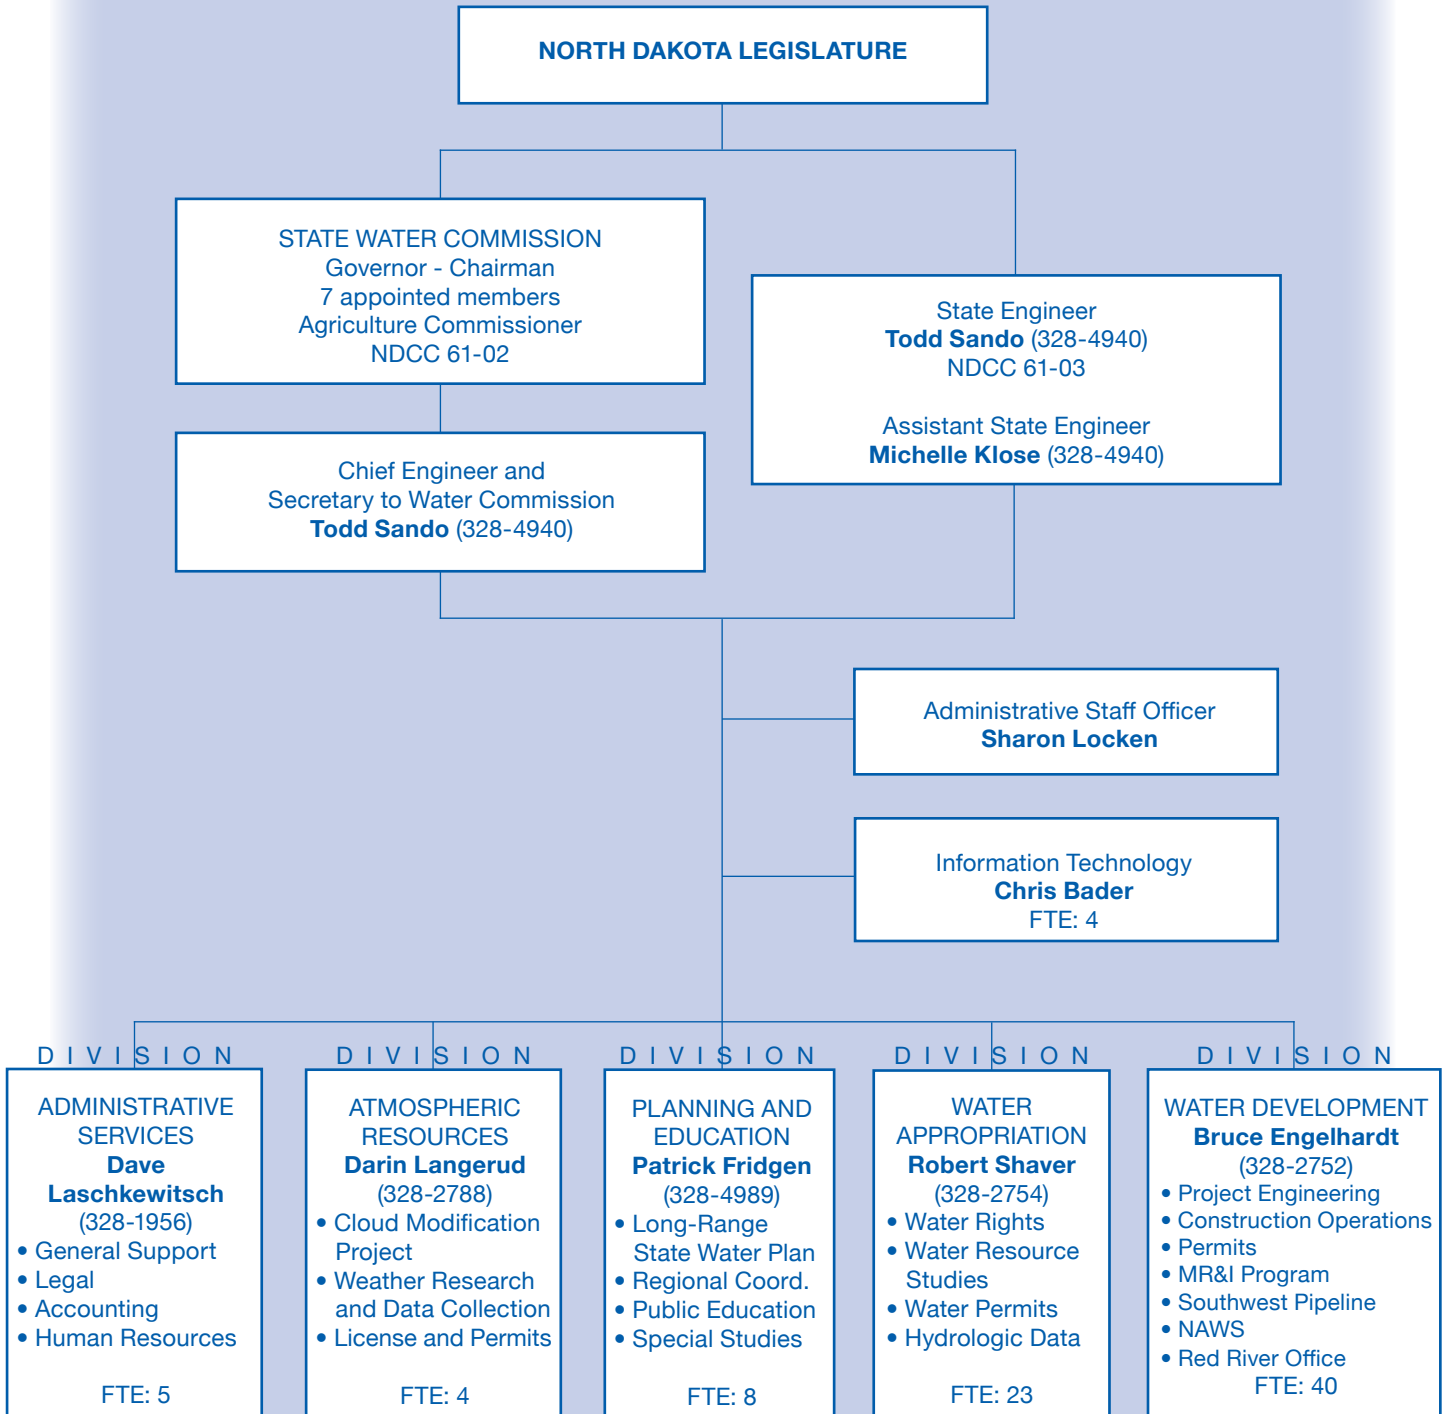 NORTH DAKOTA LEGISLATURE
STATE WATER COMMISSION
Governor - Chairman
7 appointed members
Agriculture Commissioner
NDCC 61-02
State Engineer
Todd Sando (328-4940)
NDCC 61-03
Assistant State Engineer
Michelle Klose (328-4940)
Chief Engineer and
Secretary to Water Commission
Todd Sando (328-4940)
Administrative Staff Officer
Sharon Locken
Information Technology
Chris Bader
FTE: 4
DIVISION
ADMINISTRATIVE
SERVICES
Dave
Laschkewitsch
(328-1956)
• General Support
• Legal
• Accounting
• Human Resources
FTE: 5
DIVISION
ATMOSPHERIC
RESOURCES
Darin Langerud
(328-2788)
• Cloud Modification
Project
• Weather Research
and Data Collection
• License and Permits
FTE: 4
DIVISION
PLANNING AND
EDUCATION
Patrick Fridgen
(328-4989)
• Long-Range
State Water Plan
• Regional Coord.
• Public Education
• Special Studies
FTE: 8
DIVISION
WATER
APPROPRIATION
Robert Shaver
(328-2754)
• Water Rights
• Water Resource
Studies
• Water Permits
• Hydrologic Data
FTE: 23
DIVISION
WATER DEVELOPMENT
Bruce Engelhardt
(328-2752)
• Project Engineering
• Construction Operations
• Permits
• MR&I Program
• Southwest Pipeline
• NAWS
• Red River Office
FTE: 40